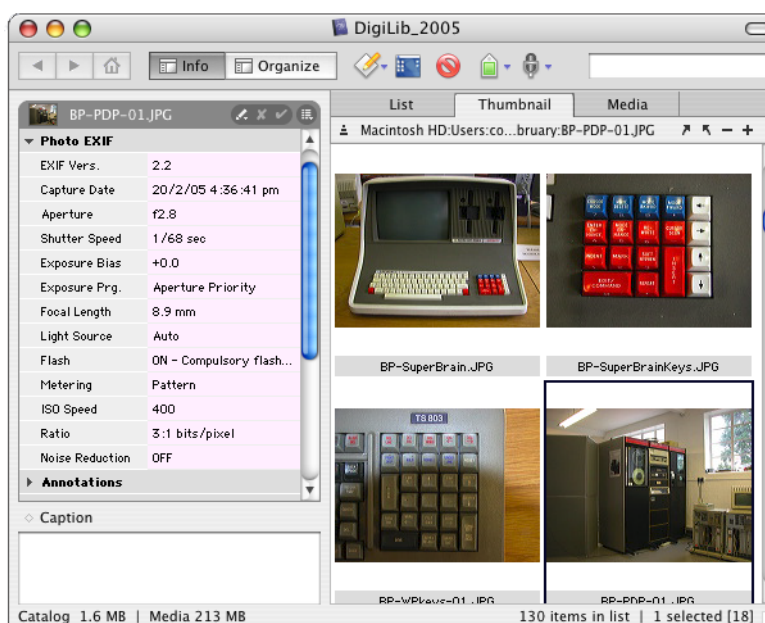 DigiLib_2005
Info
Organize
BP-PDP-01.JPG
List
Thumbnail
Media
Macintosh HD:Users:co...bruary:BP-PDP-01.JPG
Photo EXIF
EXIF Vers. 2.2
Capture Date 20/2/05 4:36:41 pm
Aperture f2.8
Shutter Speed 1/68 sec
Exposure Bias +0.0
Exposure Prg. Aperture Priority
Focal Length 8.9 mm
Light Source Auto
Flash ON - Compulsory flash...
Metering Pattern
ISO Speed 400
Ratio 3:1 bits/pixel
Noise Reduction OFF
Annotations
Caption
BP-SuperBrain.JPG
BP-SuperBrainKeys.JPG
TS 803
BP-WPkeys-01.JPG
BP-PDP-01.JPG
Catalog 1.6 MB | Media 213 MB
130 items in list | 1 selected [18]